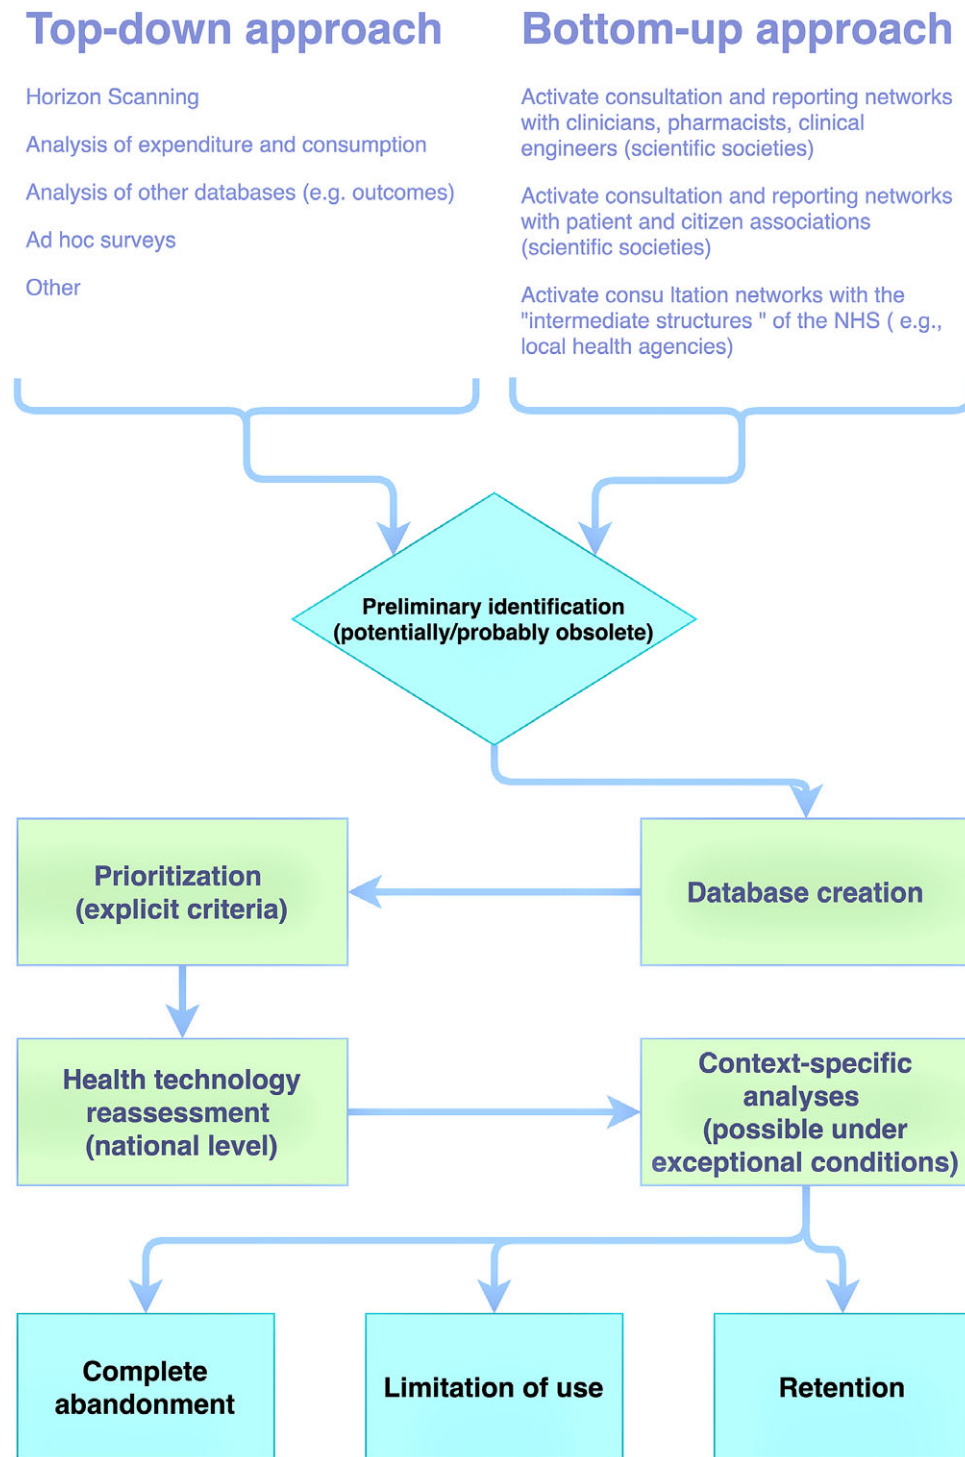 Top-down approach
Horizon Scanning
Analysis of expenditure and consumption
Analysis of other databases (e.g. outcomes)
Ad hoc surveys
Other
Bottom-up approach
Activate consultation and reporting networks
with clinicians, pharmacists, clinical
engineers (scientific societies)
Activate consultation and reporting networks
with patient and citizen associations
(scientific societies)
Activate consu ltation networks with the
"intermediate structures " of the NHS ( e.g.,
local health agencies)
Preliminary identification
(potentially/probably obsolete)
Database creation
Prioritization
(explicit criteria)
Health technology
reassessment
(national level)
Context-specific
analyses
(possible under
exceptional conditions)
Complete
abandonment
Limitation of use
Retention